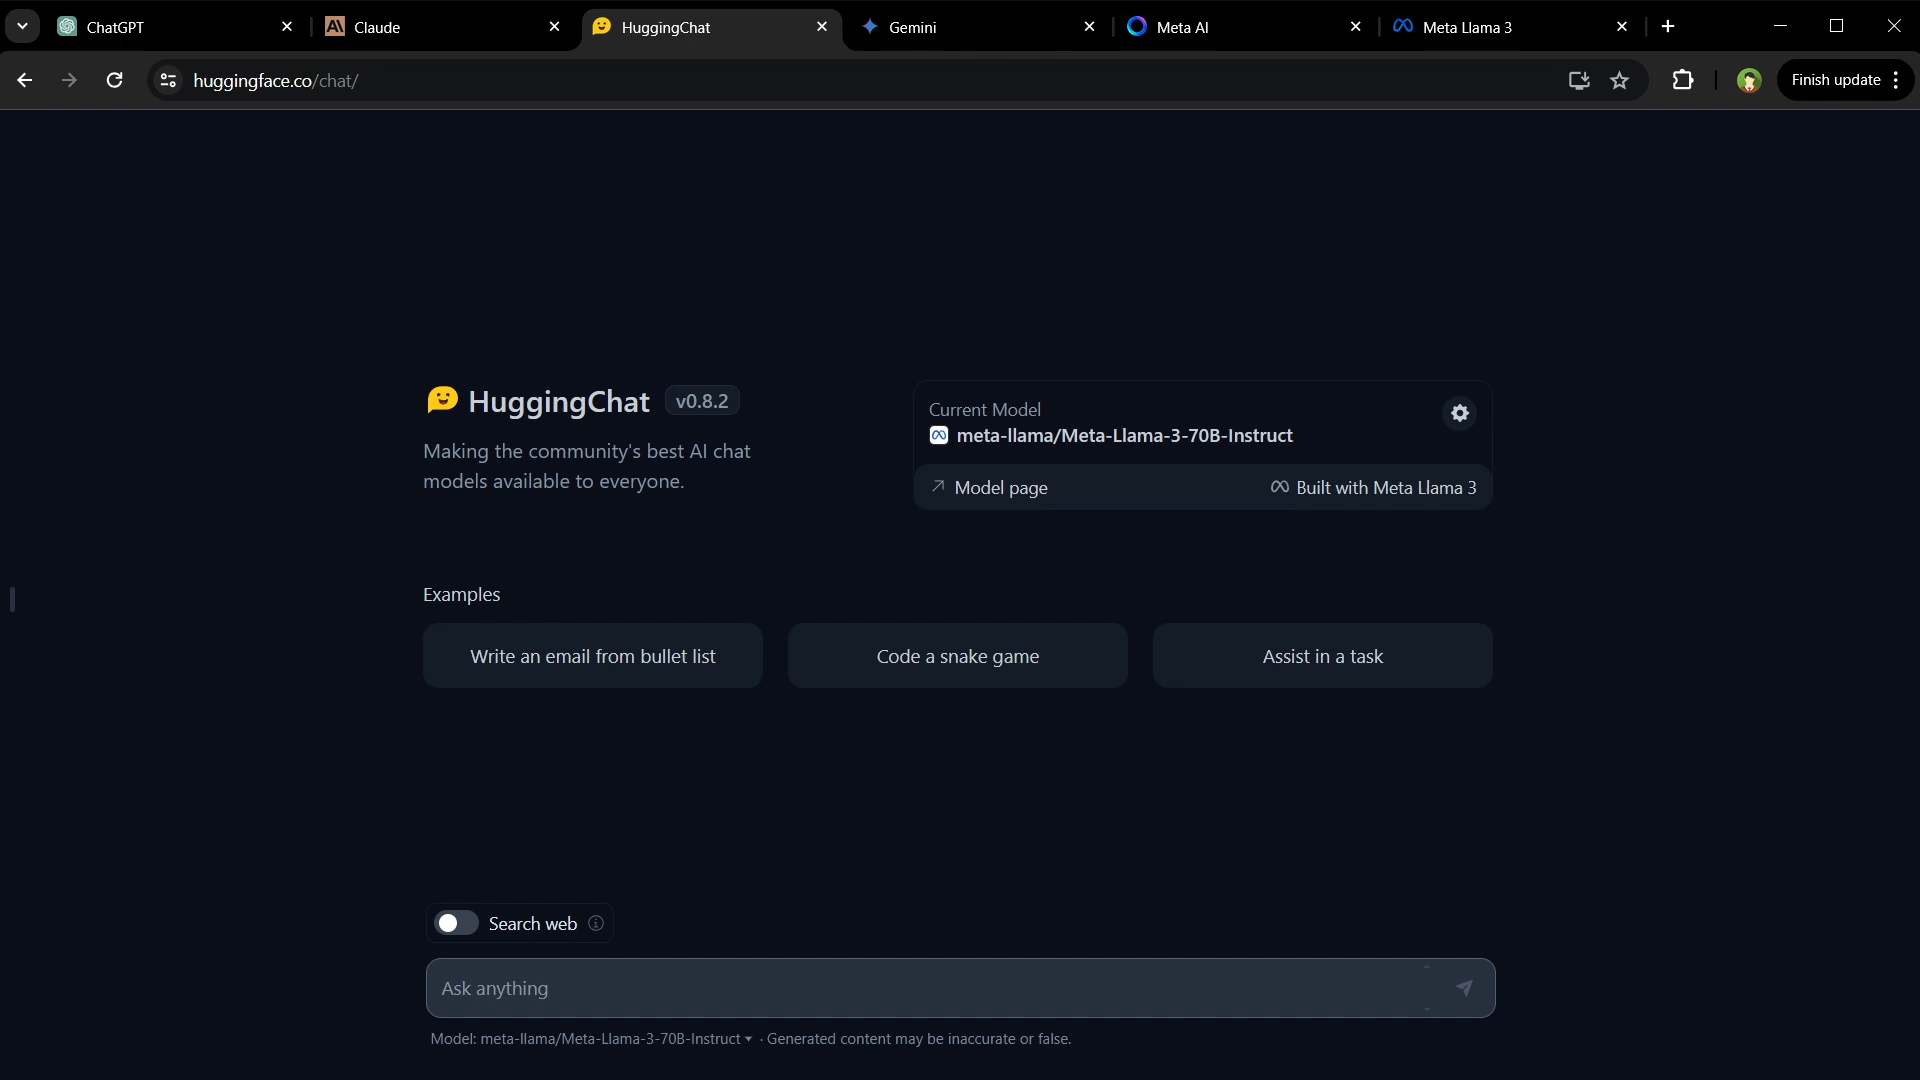 ChatGPT
Claude
HuggingChat
Gemini
Meta AI
Meta Llama 3
huggingface.co/chat/
Finish update
HuggingChat v0.8.2
Making the community's best AI chat
models available to everyone.
Current Model
meta-llama/Meta-Llama-3-70B-Instruct
Model page
Built with Meta Llama 3
Examples
Write an email from bullet list
Code a snake game
Assist in a task
Search web
Ask anything
Model: meta-llama/Meta-Llama-3-70B-Instruct · Generated content may be inaccurate or false.